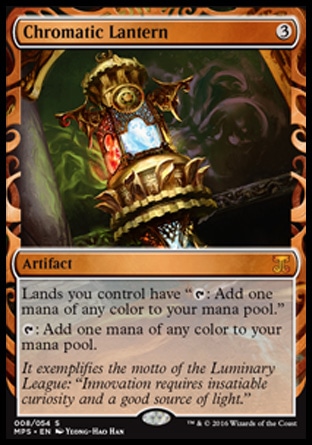 Chromatic Lantern 3
Artifact
Lands you control have “T: Add one
mana of any color to your mana pool.”
T: Add one mana of any color to your
mana pool.
It exemplifies the motto of the Luminary
League: “Innovation requires insatiable
curiosity and a good source of light.”
008/054 S
MPS • EN Yeong-Hao Han
™ & © 2016 Wizards of the Coast